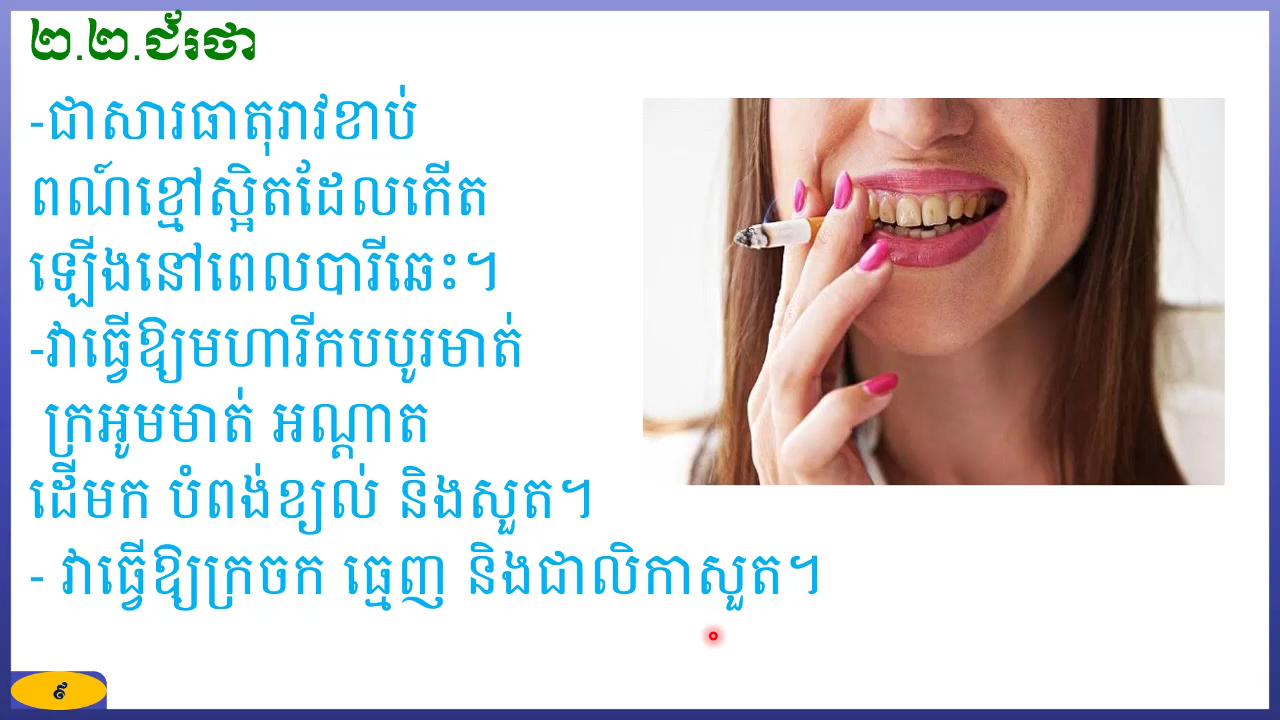 ២.២.ជ័រថា
-ជាសារធាតុរាវខាប់
ពណ៍ខ្មៅស្អិតដែលកើត
ឡើងនៅពេលបារីឆេះ។
-វាធ្វើឱ្យមហារីកបបូរមាត់
ក្រអូមមាត់ អណ្តាត
ដើមក បំពង់ខ្យល់ និងសួត។
- វាធ្វើឱ្យក្រចក ធ្មេញ និងជាលិកាសួត។
៩